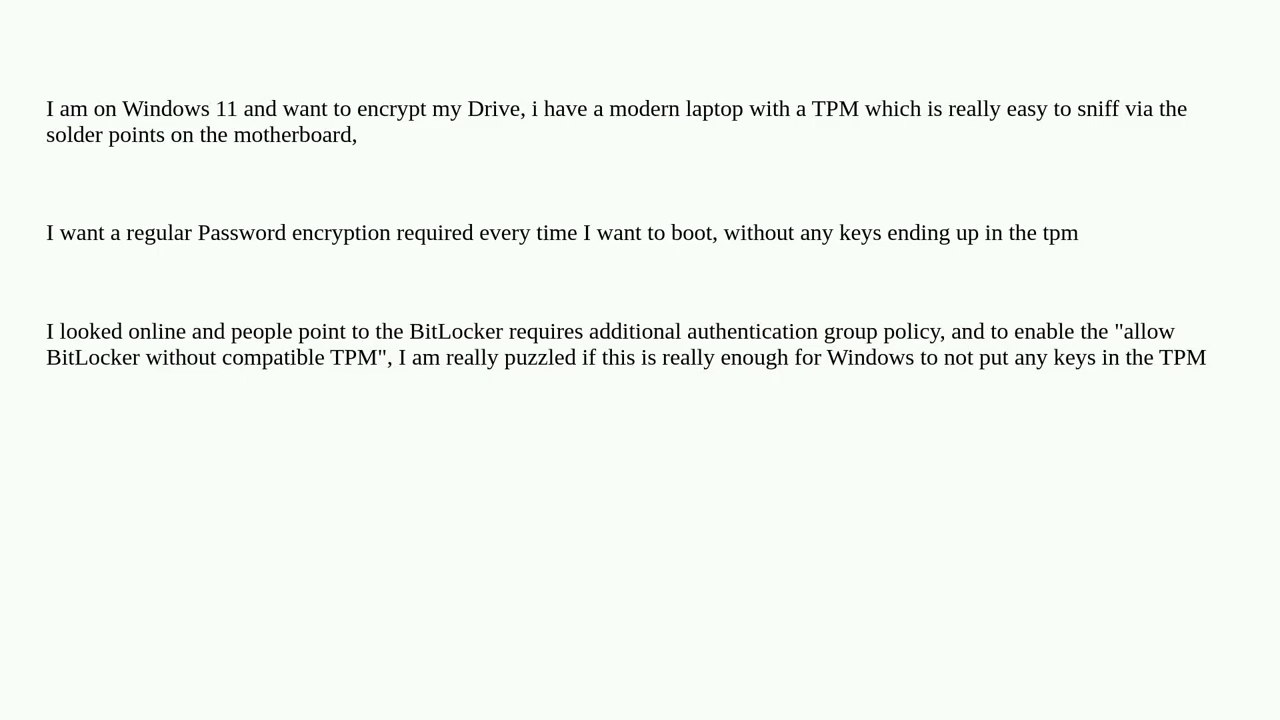 I am on Windows 11 and want to encrypt my Drive, i have a modern laptop with a TPM which is really easy to sniff via the
solder points on the motherboard,
I want a regular Password encryption required every time I want to boot, without any keys ending up in the tpm
I looked online and people point to the BitLocker requires additional authentication group policy, and to enable the "allow
BitLocker without compatible TPM", I am really puzzled if this is really enough for Windows to not put any keys in the TPM